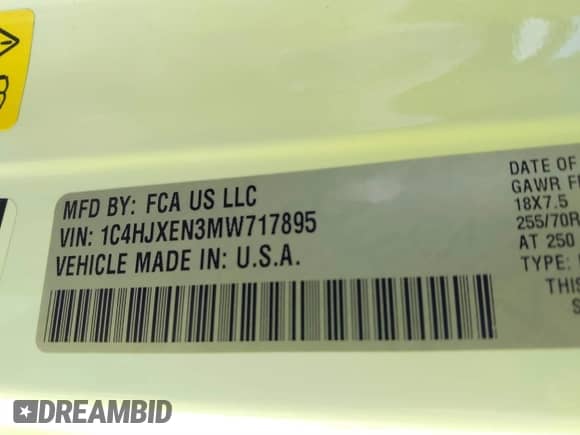 MFD BY: FCA US LLC
VIN: 1C4HJXEN3MW717895
VEHICLE MADE IN: U.S.A.
DATE OF
GAWR F
18X7.5
255/70R
AT 250
TYPE:
THIS
S
DREAMBID